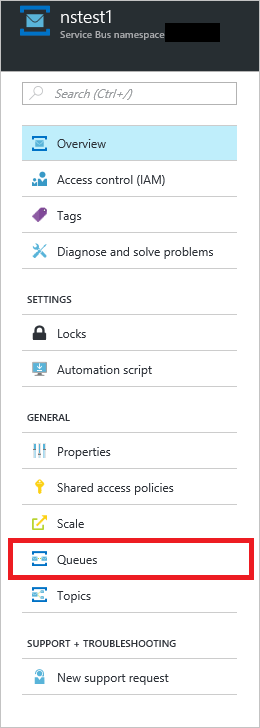 nstest1
Service Bus namespace
Search (Ctrl+/)
Overview
Access control (IAM)
Tags
Diagnose and solve problems
SETTINGS
Locks
Automation script
GENERAL
Properties
Shared access policies
Scale
Queues
Topics
SUPPORT + TROUBLESHOOTING
New support request